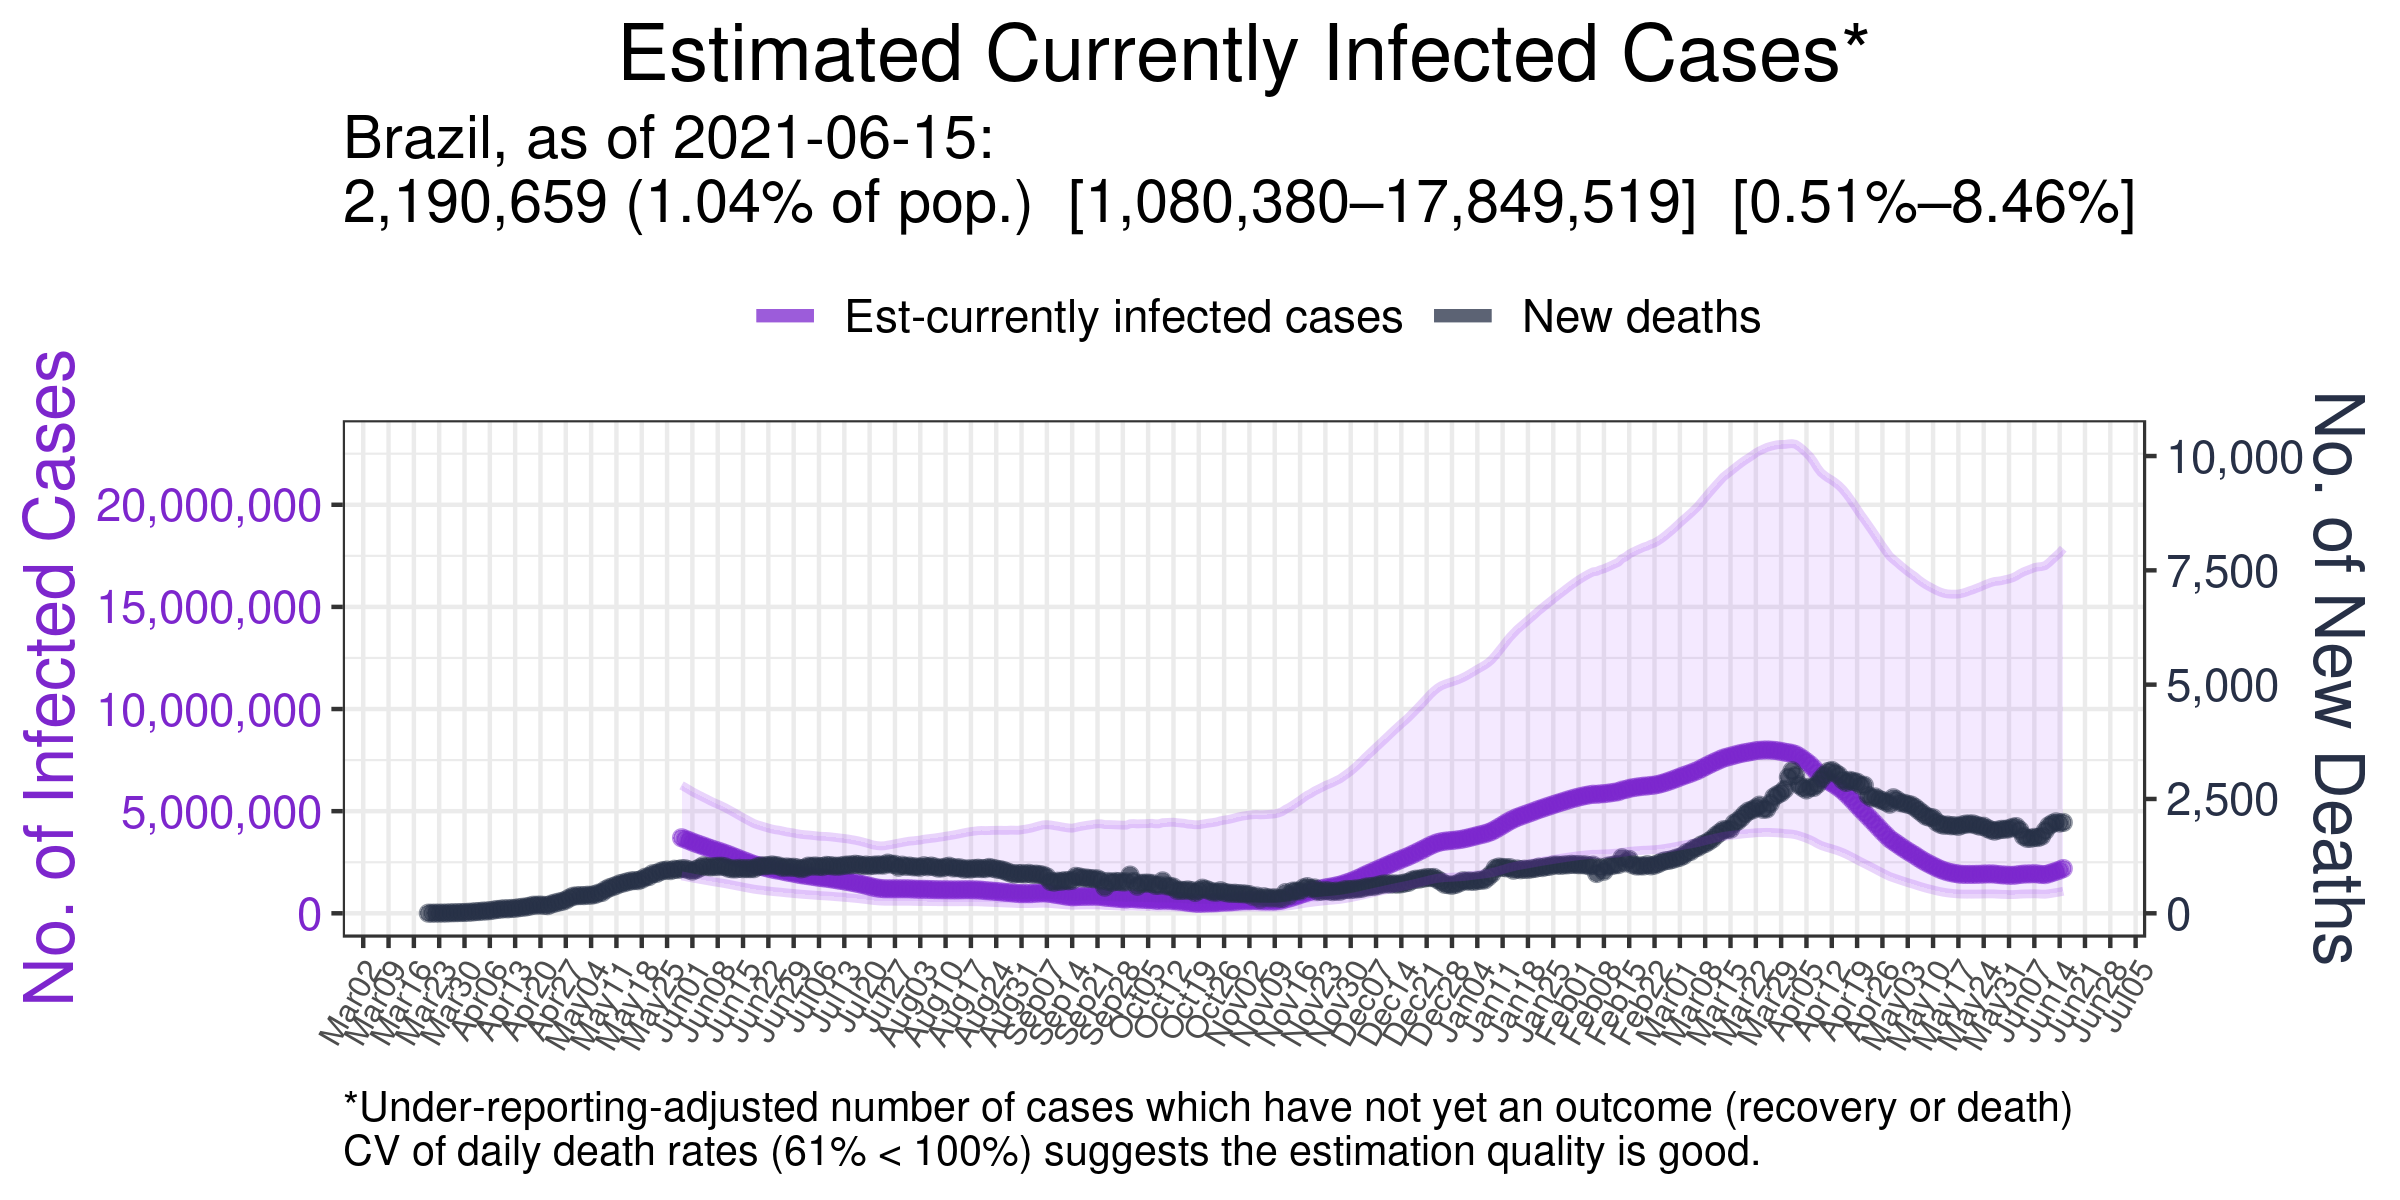 Estimated Currently Infected Cases*
Brazil, as of 2021-06-15:
2,190,659 (1.04% of pop.) [1,080,380–17,849,519] [0.51%–8.46%]
Est-currently infected cases
New deaths
No. of Infected Cases
20,000,000
15,000,000
10,000,000
5,000,000
0
10,000
7,500
5,000
2,500
0
No. of New Deaths
Mar02
Mar09
Mar16
Mar23
Mar30
Apr06
Apr13
Apr20
Apr27
May04
May11
May18
May25
Jun01
Jun08
Jun15
Jun22
Jun29
Jul06
Jul13
Jul20
Jul27
Aug03
Aug10
Aug17
Aug24
Aug31
Sep07
Sep14
Sep21
Sep28
Oct05
Oct12
Oct19
Oct26
Nov02
Nov09
Nov16
Nov23
Nov30
Dec07
Dec14
Dec21
Dec28
Jan04
Jan11
Jan18
Jan25
Feb01
Feb08
Feb15
Feb22
Mar01
Mar08
Mar15
Mar22
Mar29
Apr05
Apr12
Apr19
Apr26
May03
May10
May17
May24
May31
Jun07
Jun14
Jun21
Jun28
Jul05
*Under-reporting-adjusted number of cases which have not yet an outcome (recovery or death)
CV of daily death rates (61% < 100%) suggests the estimation quality is good.